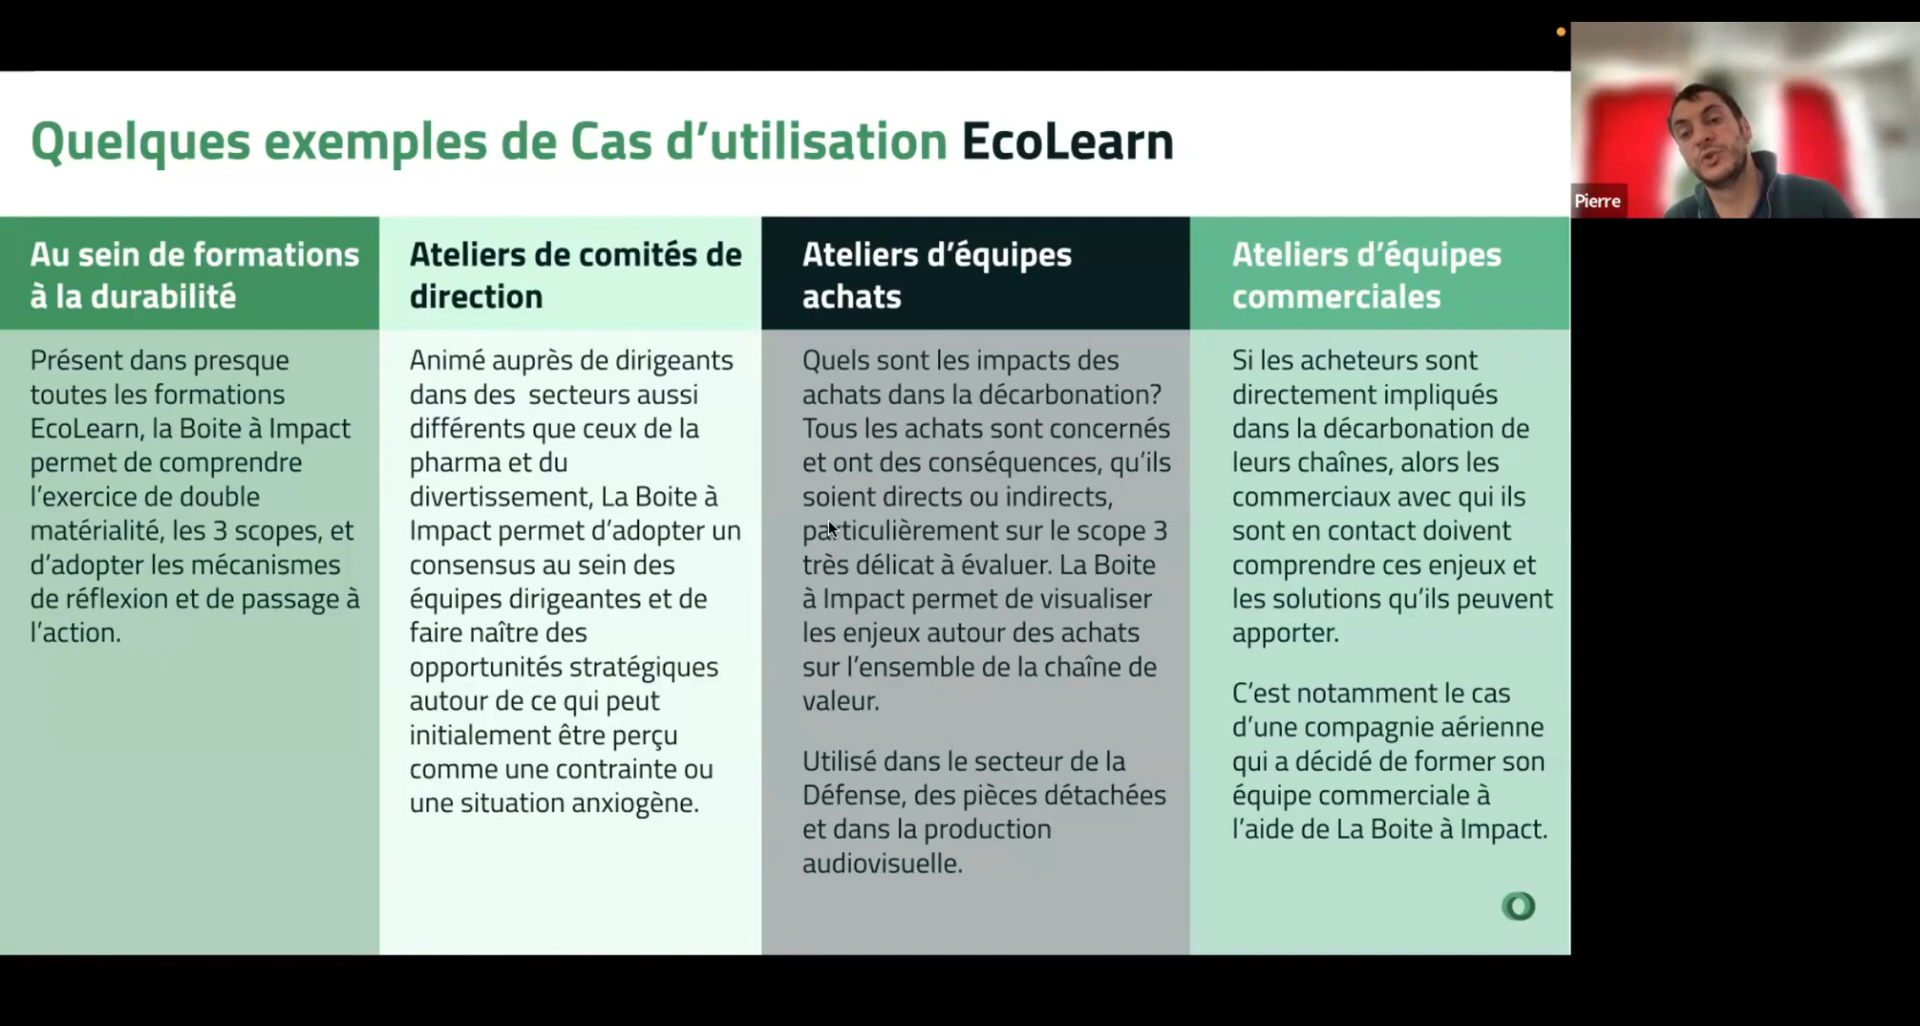 Quelques exemples de Cas d’utilisation EcoLearn
Pierre
Au sein de formations
à la durabilité
Présent dans presque
toutes les formations
EcoLearn, la Boite à Impact
permet de comprendre
l’exercice de double
matérialité, les 3 scopes, et
d’adopter les mécanismes
de réflexion et de passage à
l’action.
Ateliers de comités de
direction
Animé auprès de dirigeants
dans des  secteurs aussi
différents que ceux de la
pharma et du
divertissement, La Boite à
Impact permet d’adopter un
consensus au sein des
équipes dirigeantes et de
faire naître des
opportunités stratégiques
autour de ce qui peut
initialement être perçu
comme une contrainte ou
une situation anxiogène.
Ateliers d’équipes
achats
Quels sont les impacts des
achats dans la décarbonation?
Tous les achats sont concernés
et ont des conséquences, qu’ils
soient directs ou indirects,
particulièrement sur le scope 3
très délicat à évaluer. La Boite
à Impact permet de visualiser
les enjeux autour des achats
sur l’ensemble de la chaîne de
valeur.
Utilisé dans le secteur de la
Défense, des pièces détachées
et dans la production
audiovisuelle.
Ateliers d’équipes
commerciales
Si les acheteurs sont
directement impliqués
dans la décarbonation de
leurs chaînes, alors les
commerciaux avec qui ils
sont en contact doivent
comprendre ces enjeux et
les solutions qu’ils peuvent
apporter.
C’est notamment le cas
d’une compagnie aérienne
qui a décidé de former son
équipe commerciale à
l’aide de La Boite à Impact.